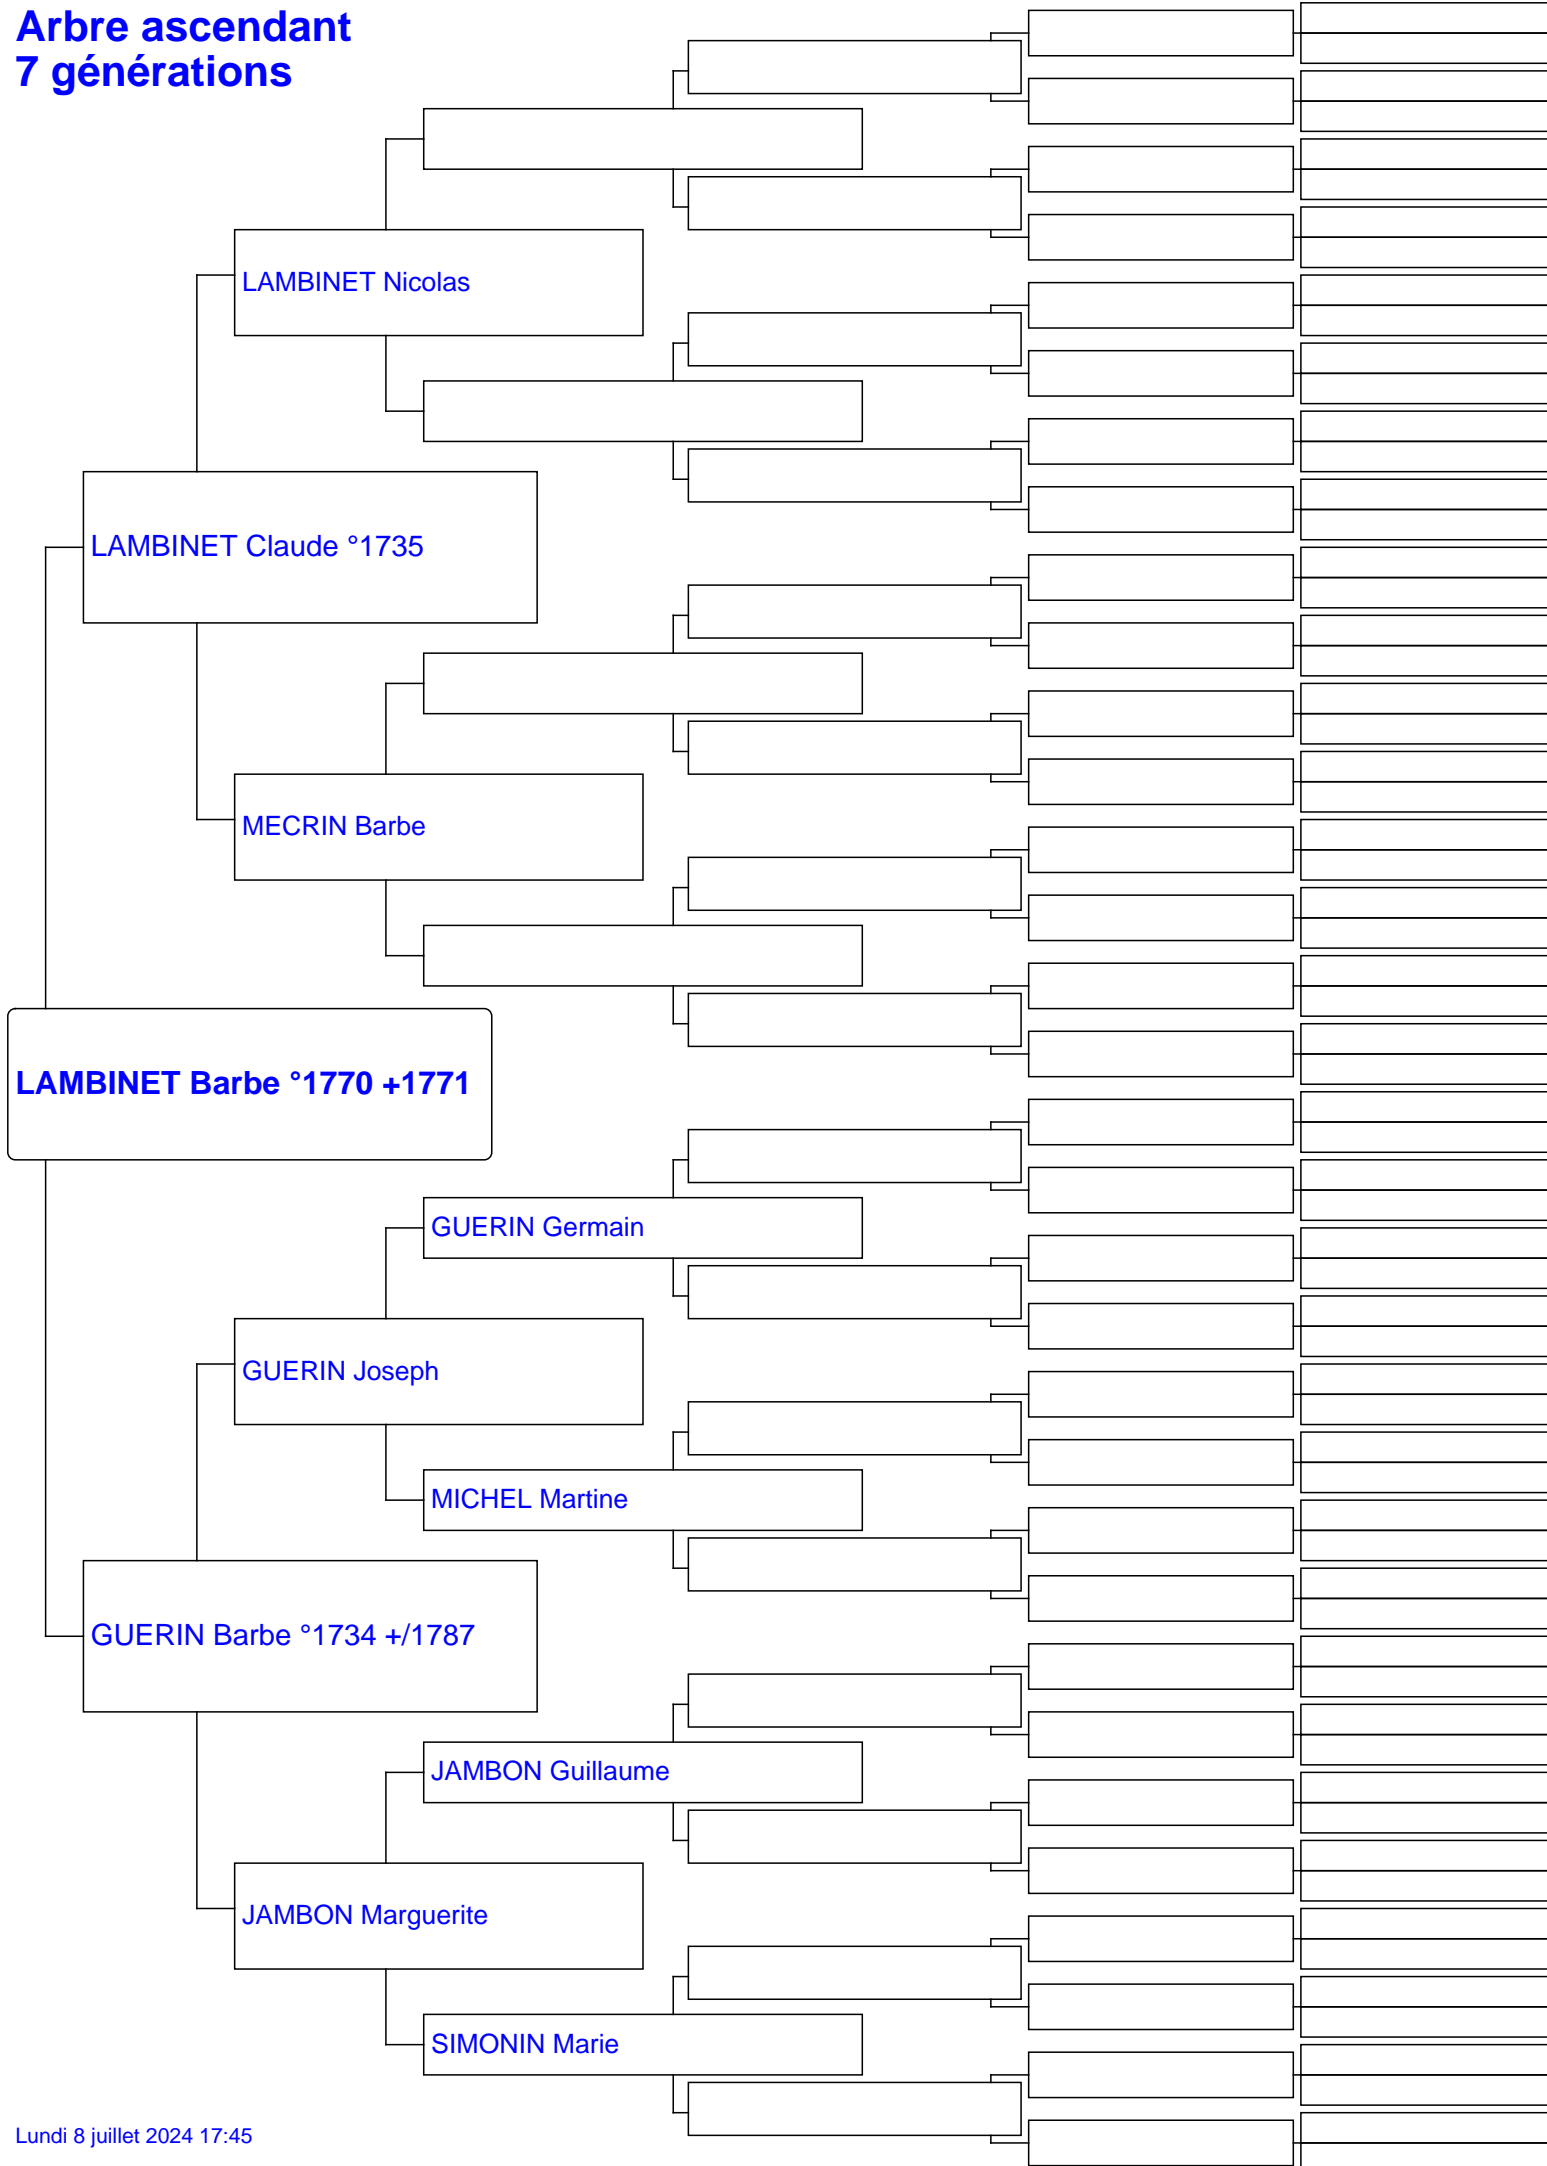 Arbre ascendant
7 générations
LAMBINET Nicolas
LAMBINET Claude °1735
MECRIN Barbe
LAMBINET Barbe °1770 +1771
GUERIN Germain
GUERIN Joseph
MICHEL Martine
GUERIN Barbe °1734 +/1787
JAMBON Guillaume
JAMBON Marguerite
SIMONIN Marie
Lundi 8 juillet 2024 17:45